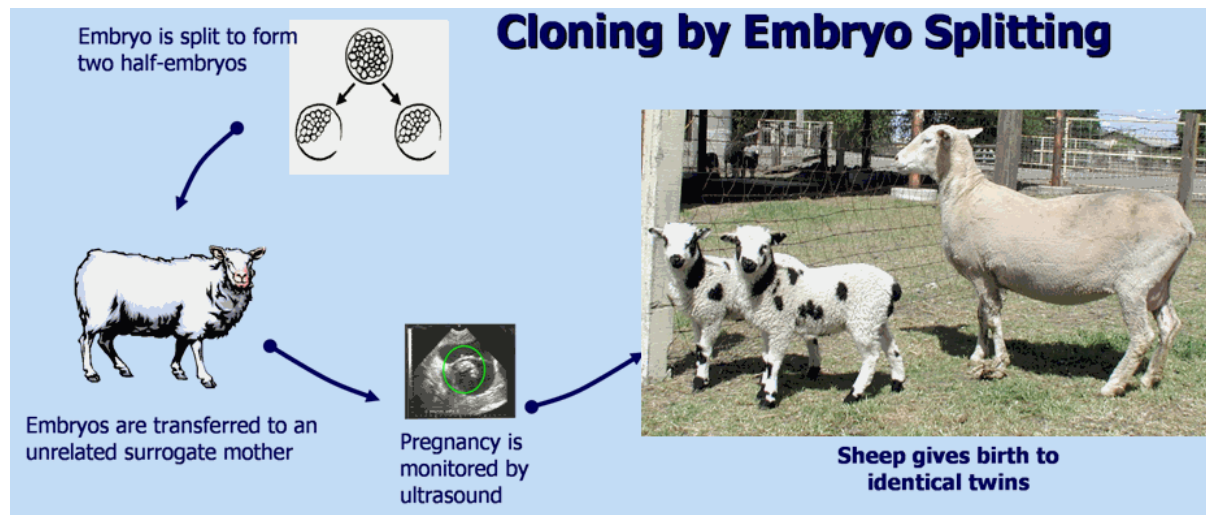 Cloning by Embryo Splitting
Embryo is split to form
two half-embryos
Embryos are transferred to an
unrelated surrogate mother
Pregnancy is
monitored by
ultrasound
Sheep gives birth to
identical twins